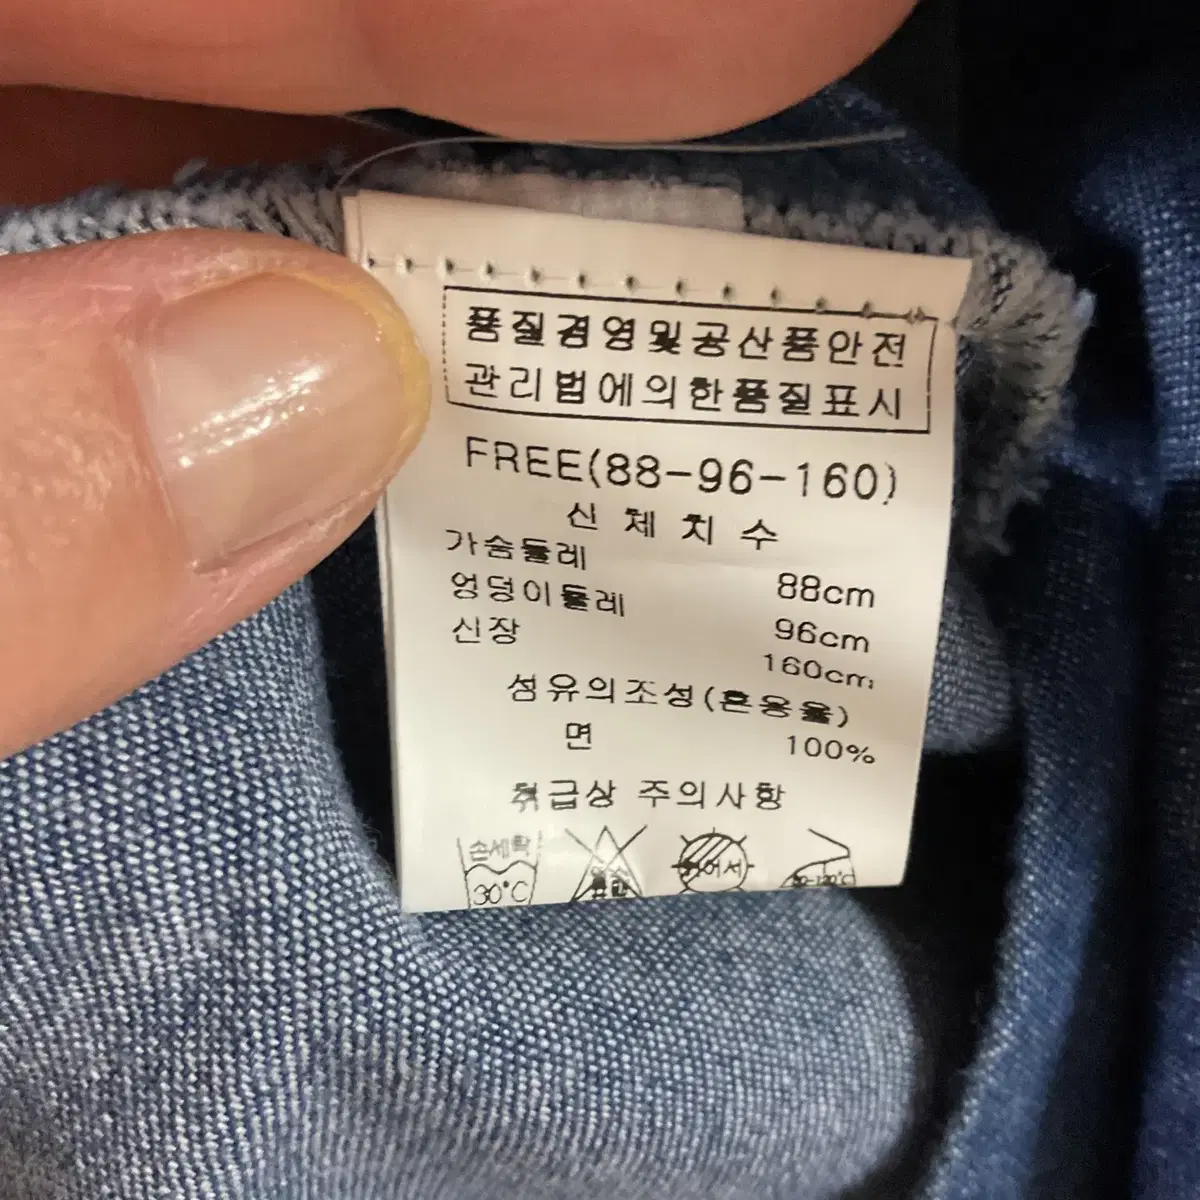 품질경영및공산품안전
관리법에의한품질표시
FREE(88-96-160)
신체치수
가슴둘레 88cm
엉덩이둘레 96cm
신장 160cm
섬유의조성(혼용율)
면 100%
취급상 주의사항
손세탁
30°C